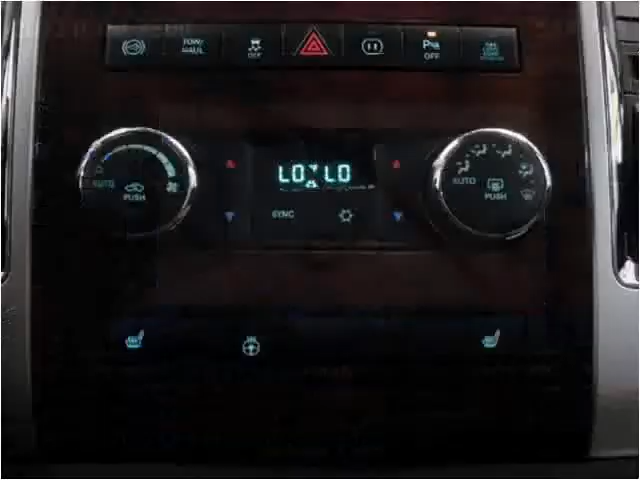 TOW/
HAUL
OFF
P
OFF
LO LO
AUTO
PUSH
SYNC
AUTO
PUSH